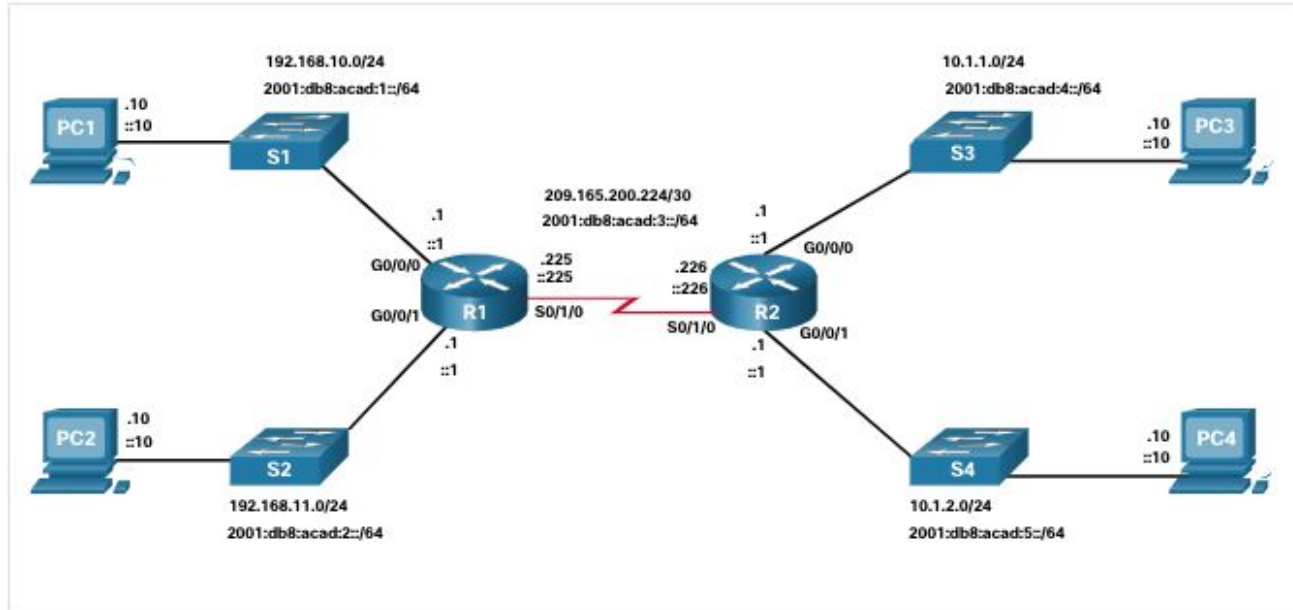 192.168.10.0/24
2001:db8:acad:1::/64
10.1.1.0/24
2001:db8:acad:4::/64
PC1
.10
::10
S1
S3
.10
::10
PC3
209.165.200.224/30
2001:db8:acad:3::/64
.1
::1
G0/0/0
.225
::225
R1
S0/1/0
G0/0/1
.1
::1
.1
::1
G0/0/0
.226
::226
R2
S0/1/0
G0/0/1
.1
::1
PC2
.10
::10
S2
S4
.10
::10
PC4
192.168.11.0/24
2001:db8:acad:2::/64
10.1.2.0/24
2001:db8:acad:5::/64